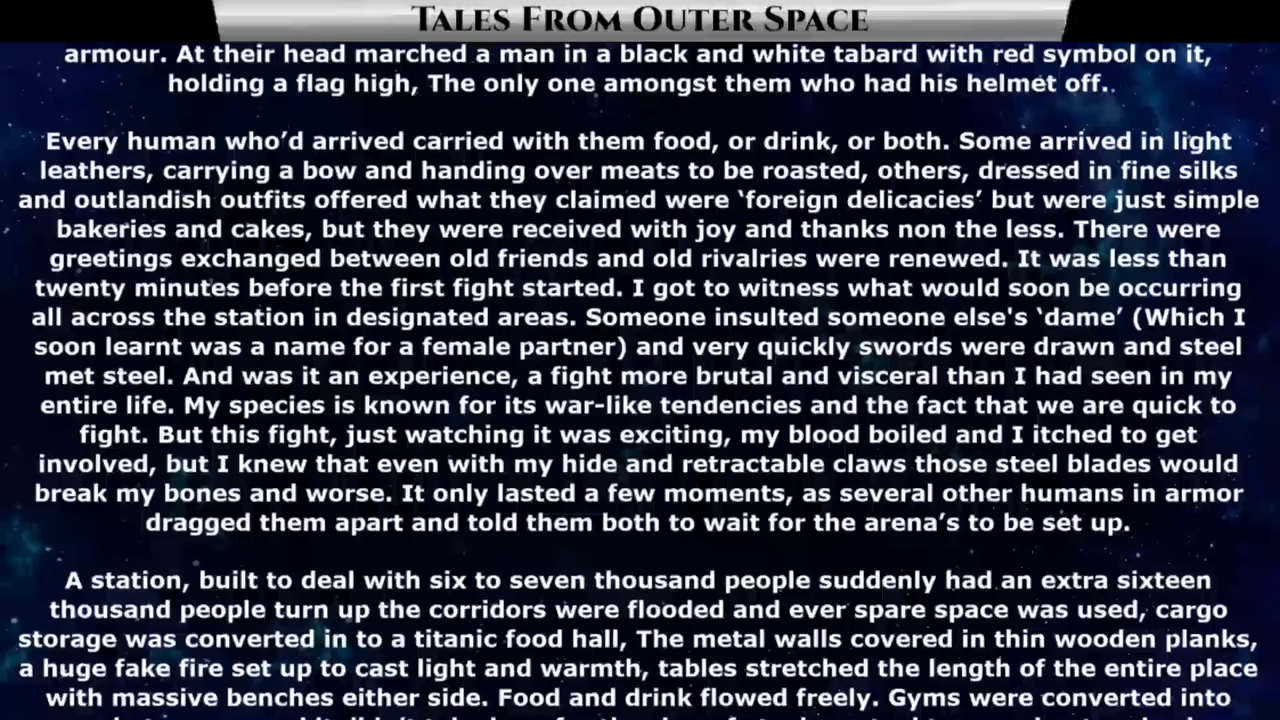 TALES FROM OUTER SPACE
armour. At their head marched a man in a black and white tabard with red symbol on it,
holding a flag high, The only one amongst them who had his helmet off..
Every human who’d arrived carried with them food, or drink, or both. Some arrived in light
leathers, carrying a bow and handing over meats to be roasted, others, dressed in fine silks
and outlandish outfits offered what they claimed were ‘foreign delicacies’ but were just simple
bakeries and cakes, but they were received with joy and thanks non the less. There were
greetings exchanged between old friends and old rivalries were renewed. It was less than
twenty minutes before the first fight started. I got to witness what would soon be occurring
all across the station in designated areas. Someone insulted someone else's ‘dame’ (Which I
soon learnt was a name for a female partner) and very quickly swords were drawn and steel
met steel. And was it an experience, a fight more brutal and visceral than I had seen in my
entire life. My species is known for its war-like tendencies and the fact that we are quick to
fight. But this fight, just watching it was exciting, my blood boiled and I itched to get
involved, but I knew that even with my hide and retractable claws those steel blades would
break my bones and worse. It only lasted a few moments, as several other humans in armor
dragged them apart and told them both to wait for the arena’s to be set up.
A station, built to deal with six to seven thousand people suddenly had an extra sixteen
thousand people turn up the corridors were flooded and ever spare space was used, cargo
storage was converted in to a titanic food hall, The metal walls covered in thin wooden planks,
a huge fake fire set up to cast light and warmth, tables stretched the length of the entire place
with massive benches either side. Food and drink flowed freely. Gyms were converted into